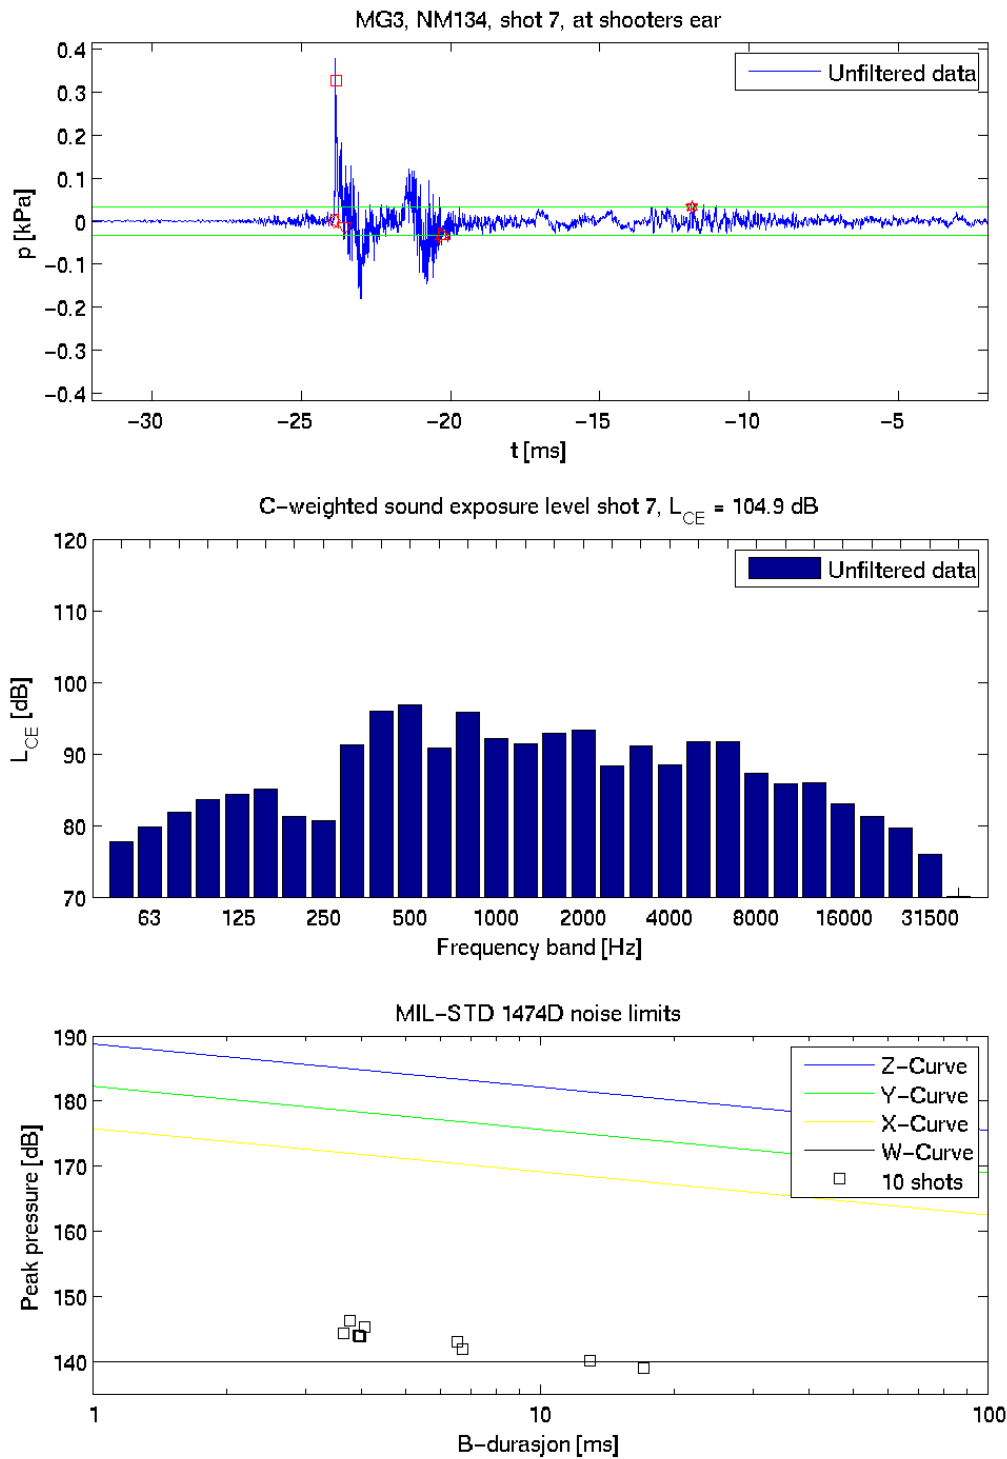 MG3, NM134, shot 7, at shooters ear
Unfiltered data
0.4
0.3
0.2
0.1
0
−0.1
−0.2
−0.3
−0.4
p [kPa]
−30 −25 −20 −15 −10 −5
t [ms]
C−weighted sound exposure level shot 7, L_CE = 104.9 dB
Unfiltered data
120
110
100
90
80
70
L_CE [dB]
63 125 250 500 1000 2000 4000 8000 16000 31500
Frequency band [Hz]
MIL−STD 1474D noise limits
Z−Curve
Y−Curve
X−Curve
W−Curve
10 shots
190
180
170
160
150
140
Peak pressure [dB]
1 10 100
B−durasjon [ms]